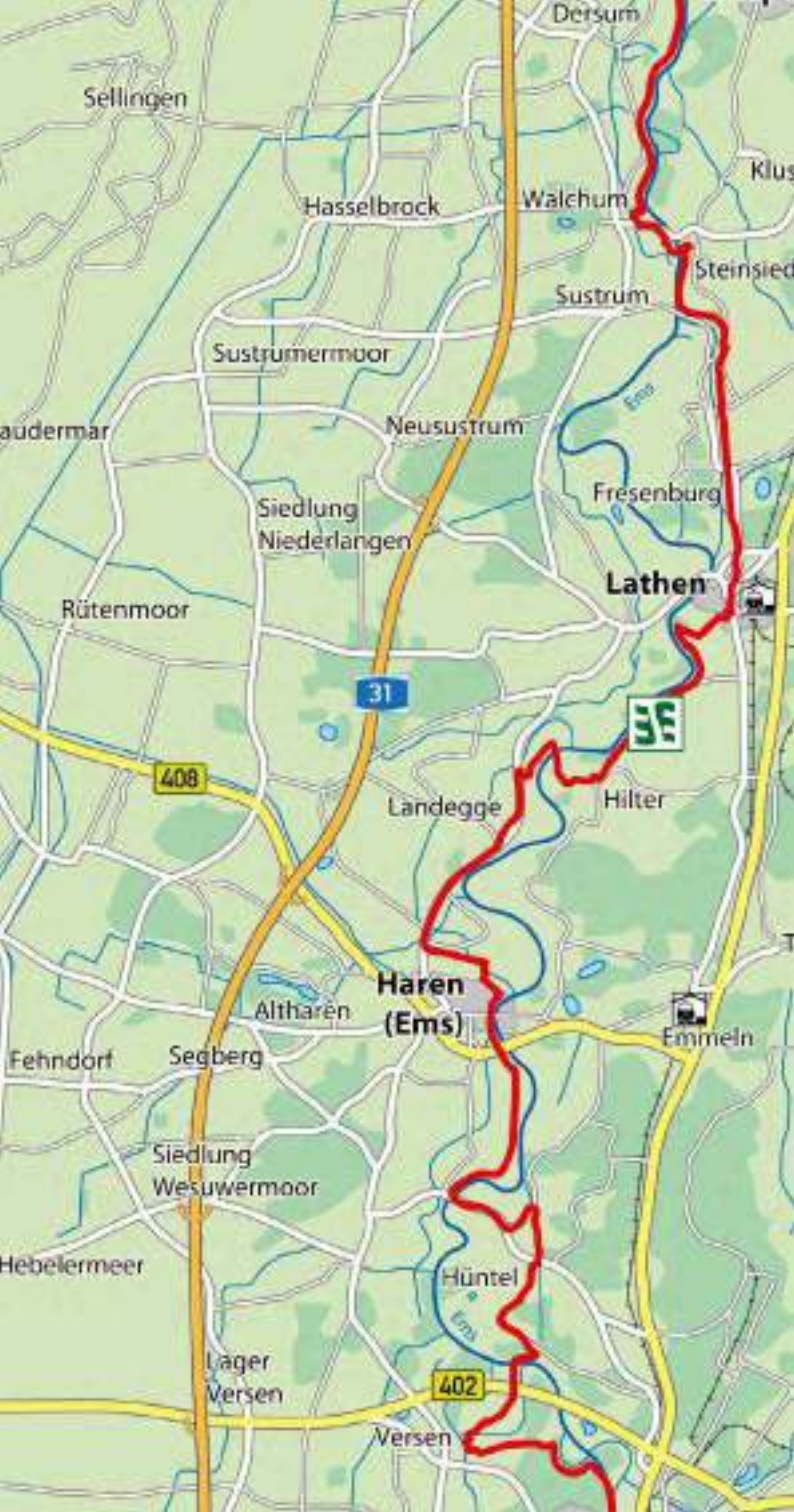 Dersum
Sellingen
Klus
Hasselbrock
Walchum
Steinsied
Sustrum
Sustrumermoor
Ems
audermar
Neusustrum
Fresenburg
Siedlung
Niederlangen
Lathen
Rütenmoor
31
408
Landegge
Hilter
T
Haren
(Ems)
Altharen
Emmeln
Fehndorf
Segberg
Siedlung
Wesuwermoor
Hebelermeer
Hüntel
Ems
Lager
Versen
402
Versen